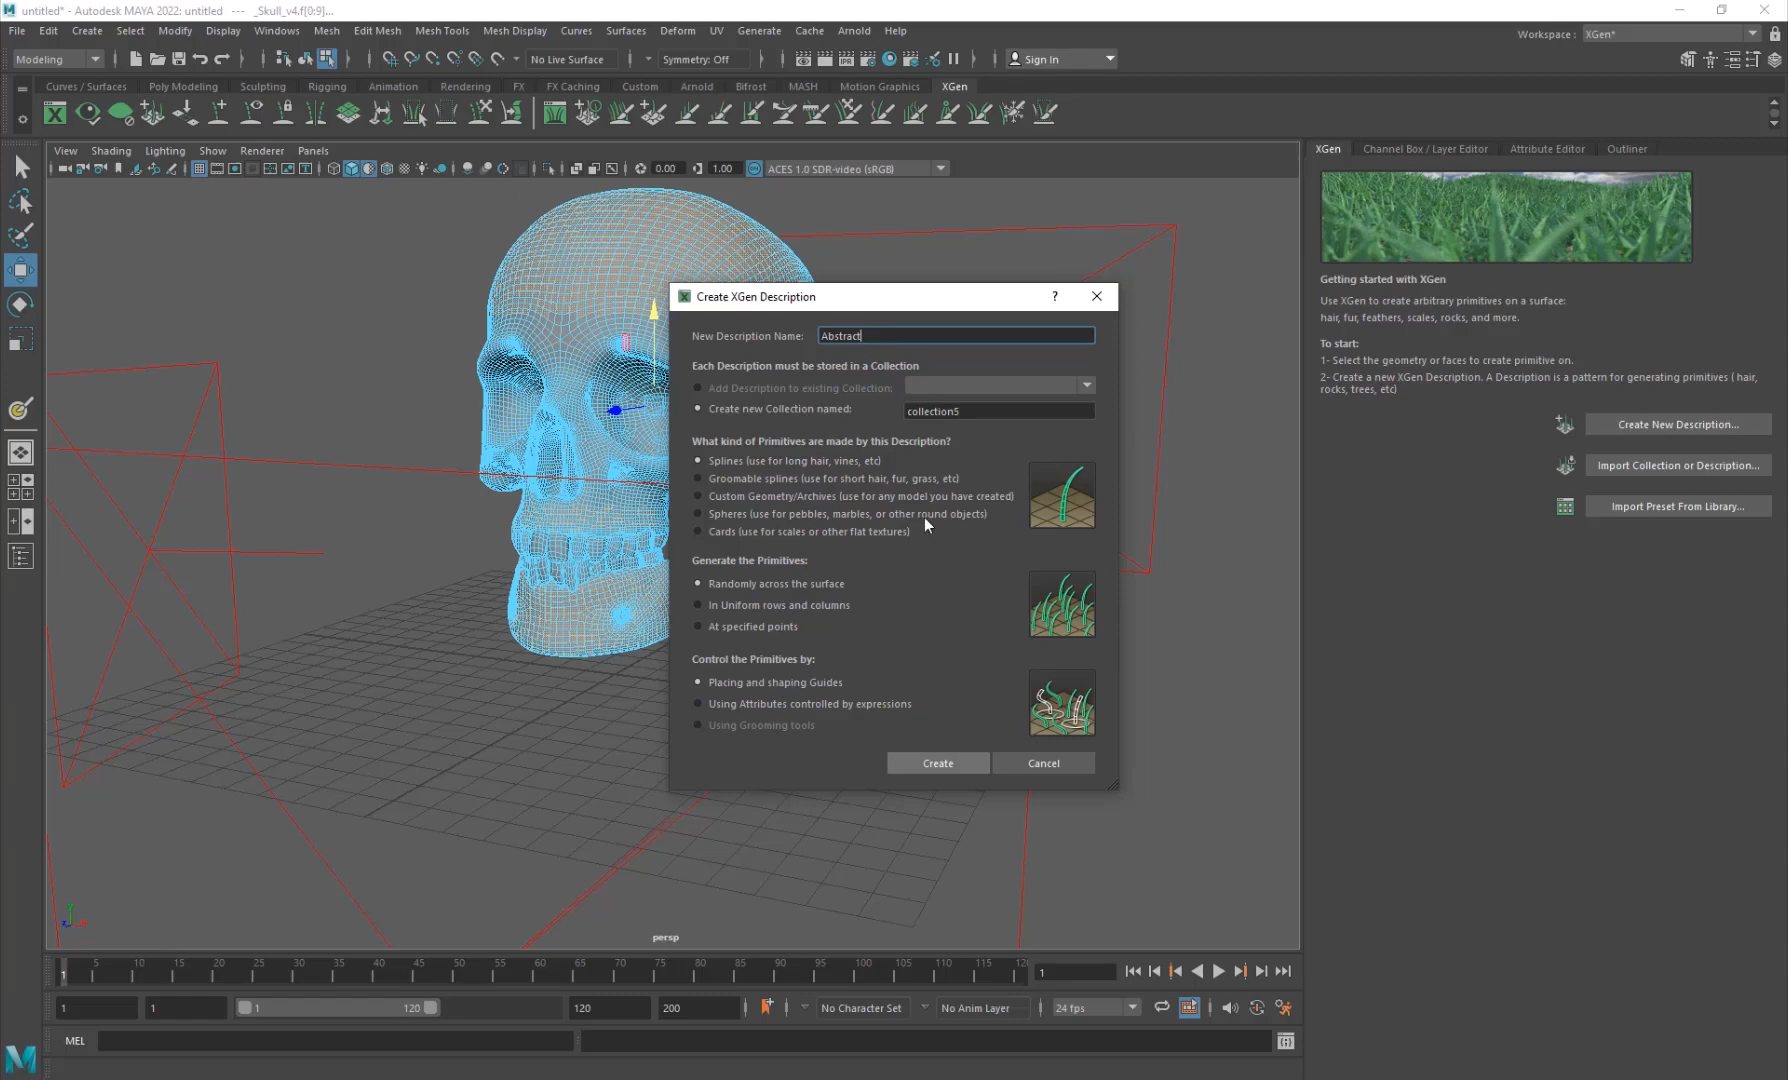 untitled* - Autodesk MAYA 2022: untitled --- _Skull_v4.f[0:9]...
File Edit Create Select Modify Display Windows Mesh Edit Mesh Mesh Tools Mesh Display Curves Surfaces Deform UV Generate Cache Arnold Help
Workspace : XGen*
Modeling No Live Surface Symmetry: Off Sign In
Curves / Surfaces Poly Modeling Sculpting Rigging Animation Rendering FX FX Caching Custom Arnold Bifrost MASH Motion Graphics XGen
View Shading Lighting Show Renderer Panels
0.00 1.00 ACES 1.0 SDR-video (sRGB)
XGen Channel Box / Layer Editor Attribute Editor Outliner
Getting started with XGen
Use XGen to create arbitrary primitives on a surface:
hair, fur, feathers, scales, rocks, and more.
To start:
1- Select the geometry or faces to create primitive on.
2- Create a new XGen Description. A Description is a pattern for generating primitives ( hair,
rocks, trees, etc)
Create New Description...
Import Collection or Description...
Import Preset From Library...
Create XGen Description ?
New Description Name: Abstract
Each Description must be stored in a Collection
Add Description to existing Collection:
Create new Collection named: collection5
What kind of Primitives are made by this Description?
Splines (use for long hair, vines, etc)
Groomable splines (use for short hair, fur, grass, etc)
Custom Geometry/Archives (use for any model you have created)
Spheres (use for pebbles, marbles, or other round objects)
Cards (use for scales or other flat textures)
Generate the Primitives:
Randomly across the surface
In Uniform rows and columns
At specified points
Control the Primitives by:
Placing and shaping Guides
Using Attributes controlled by expressions
Using Grooming tools
Create Cancel
persp
1 5 10 15 20 25 30 35 40 45 50 55 60 65 70 75 80 85 90 95 100 105 110 115 12 1
1 1 1 120 120 200 No Character Set No Anim Layer 24 fps
MEL